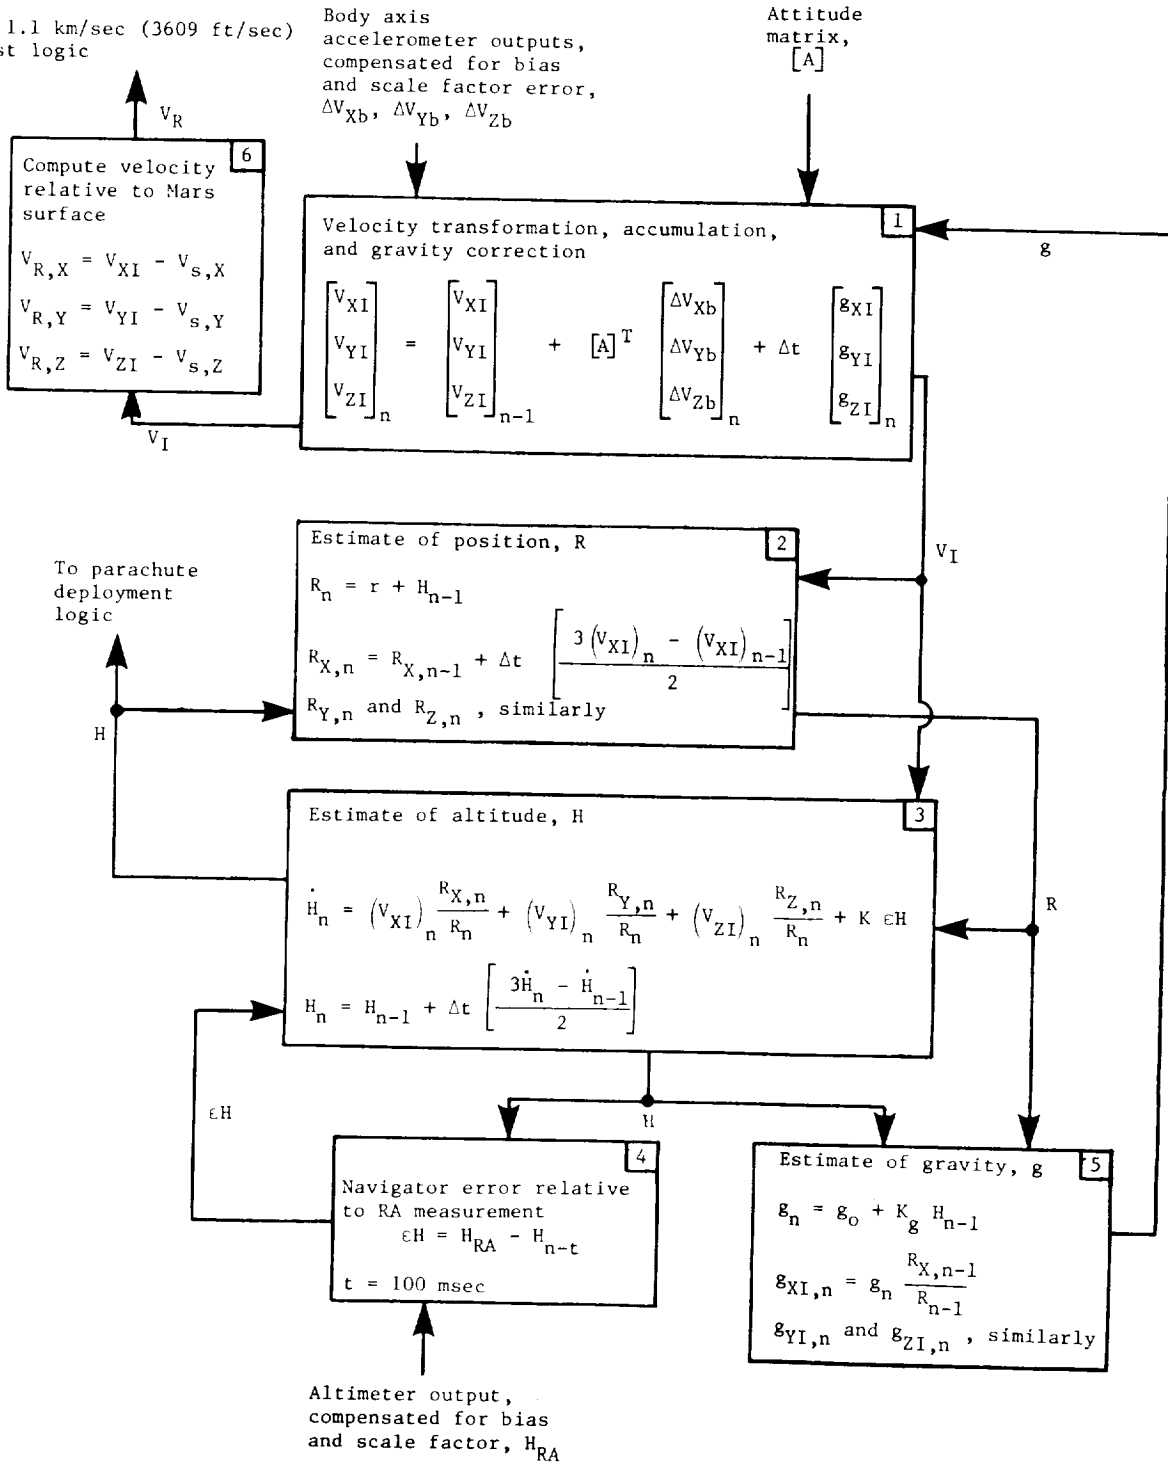 1.1 km/sec (3609 ft/sec)
st logic
Body axis
accelerometer outputs,
compensated for bias
and scale factor error,
ΔV_Xb, ΔV_Yb, ΔV_Zb
Attitude
matrix,
[A]
V_R
6
Compute velocity
relative to Mars
surface
V_R,X = V_XI - V_s,X
V_R,Y = V_YI - V_s,Y
V_R,Z = V_ZI - V_s,Z
V_I
1
Velocity transformation, accumulation,
and gravity correction
[V_XI V_YI V_ZI]_n = [V_XI V_YI V_ZI]_n-1 + [A]^T [ΔV_Xb ΔV_Yb ΔV_Zb]_n + Δt [g_XI g_YI g_ZI]_n
g
V_I
2
Estimate of position, R
R_n = r + H_n-1
R_X,n = R_X,n-1 + Δt [3(V_XI)_n - (V_XI)_n-1 / 2]
R_Y,n and R_Z,n , similarly
To parachute
deployment
logic
H
3
Estimate of altitude, H
Ḣ_n = (V_XI)_n R_X,n/R_n + (V_YI)_n R_Y,n/R_n + (V_ZI)_n R_Z,n/R_n + K εH
H_n = H_n-1 + Δt [3Ḣ_n - Ḣ_n-1 / 2]
R
εH
H
4
Navigator error relative
to RA measurement
εH = H_RA - H_n-t
t = 100 msec
Altimeter output,
compensated for bias
and scale factor, H_RA
5
Estimate of gravity, g
g_n = g_o + K_g H_n-1
g_XI,n = g_n R_X,n-1/R_n-1
g_YI,n and g_ZI,n , similarly